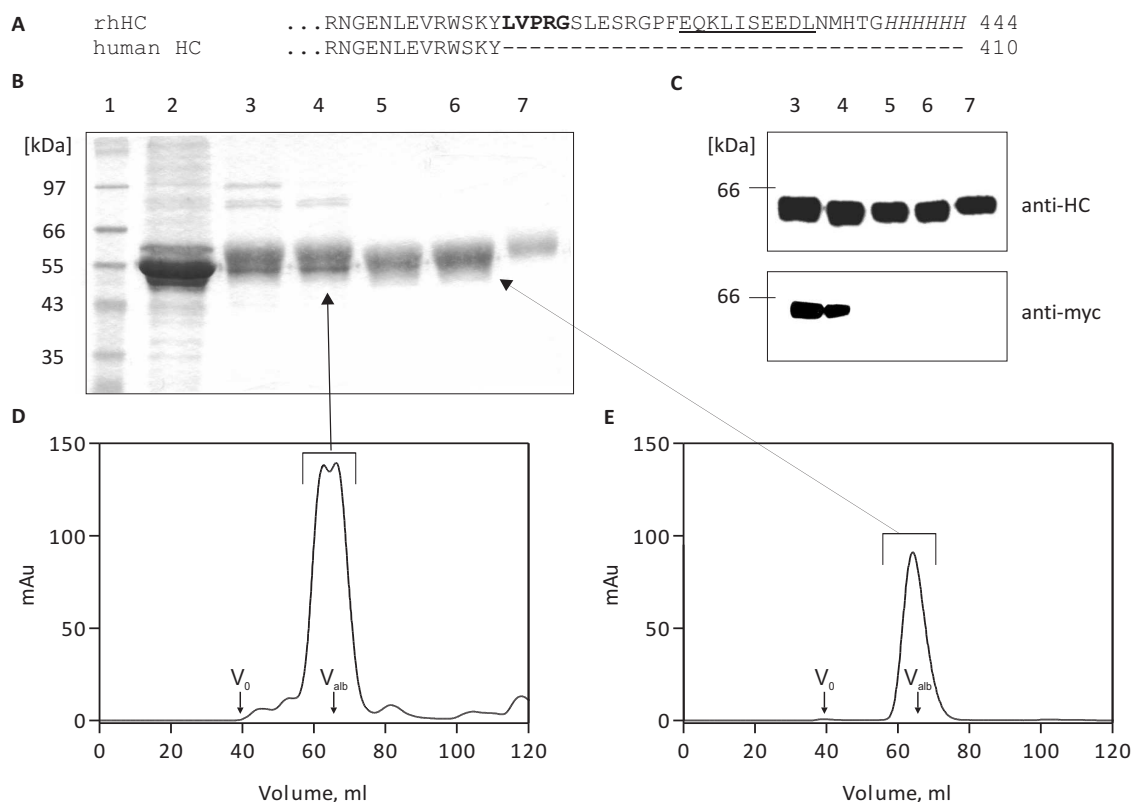 A rhHC ...RNGENLEVRWSKYLVPRGSLESRGPFEQKLISEEDLNMHTGHHHHHH 444
human HC ...RNGENLEVRWSKY---------------------------------- 410
B C
1 2 3 4 5 6 7 3 4 5 6 7
[kDa] [kDa]
97
66 66 anti-HC
55
43 66 anti-myc
35
D E
150 150
100 100
mAu mAu
50 50
V0 Valb V0 Valb
0 0
0 20 40 60 80 100 120 0 20 40 60 80 100 120
Volume, ml Volume, ml